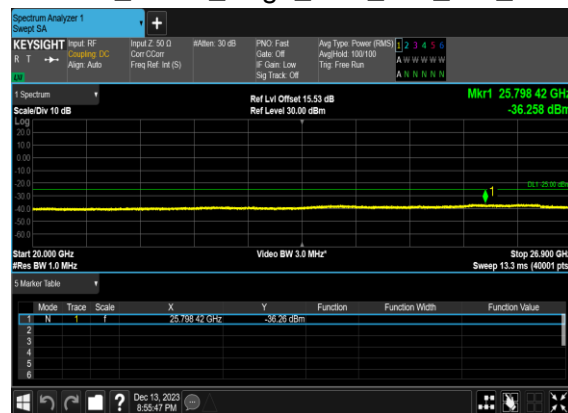 Spectrum Analyzer 1
Swept SA
+
KEYSIGHT Input: RF Input Z: 50 Ω #Atten: 30 dB PNO: Fast Avg Type: Power (RMS) 1 2 3 4 5 6
R T Coupling: DC Corr CCorr Gate: Off Avg|Hold: 100/100 A W W W W W
Align: Auto Freq Ref: Int (S) IF Gain: Low Trig: Free Run
LM Sig Track: Off A N N N N N
1 Spectrum Ref Lvl Offset 15.53 dB Mkr1 25.798 42 GHz
Scale/Div 10 dB Ref Level 30.00 dBm -36.258 dBm
Log
20.0
10.0
0.00
-10.0
-20.0 DL1 -25.00 dBm
-30.0 1
-40.0
-50.0
-60.0
Start 20.000 GHz Video BW 3.0 MHz* Stop 26.900 GHz
#Res BW 1.0 MHz Sweep 13.3 ms (40001 pts
5 Marker Table
Mode Trace Scale X Y Function Function Width Function Value
1 N 1 f 25.798 42 GHz -36.26 dBm
2
3
4
5
6
? Dec 13, 2023
8:55:47 PM